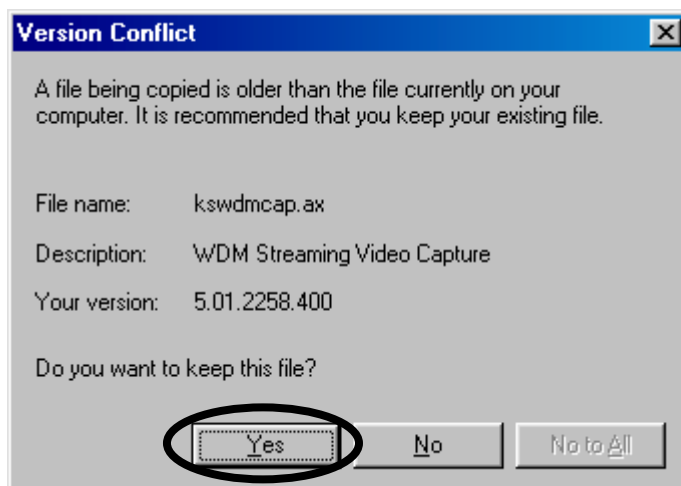 Version Conflict
A file being copied is older than the file currently on your
computer. It is recommended that you keep your existing file.
File name: kswdmcap.ax
Description: WDM Streaming Video Capture
Your version: 5.01.2258.400
Do you want to keep this file?
Yes No No to All